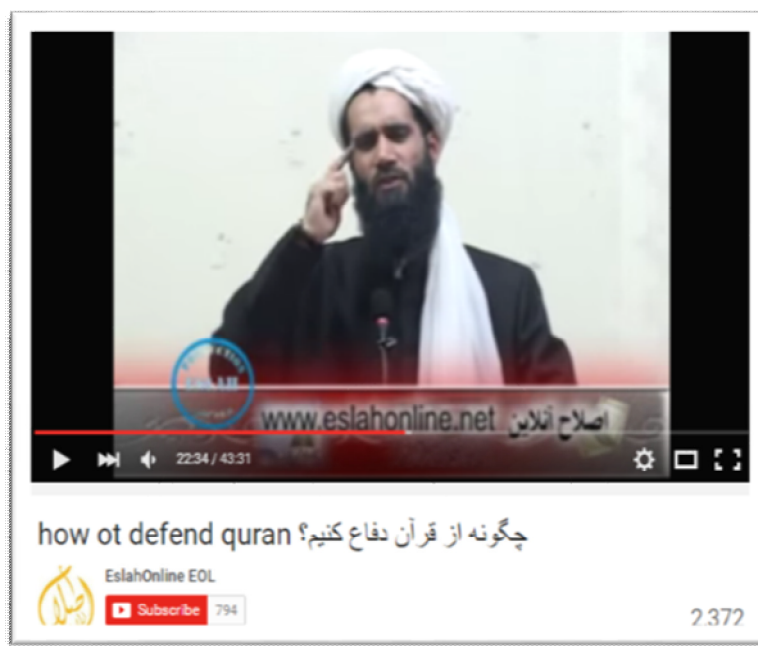 www.eslahonline.net اصلاح آنلاین
22:34 / 43:31
how ot defend quran چگونه از قرآن دفاع کنیم؟
EslahOnline EOL
Subscribe 794
2,372